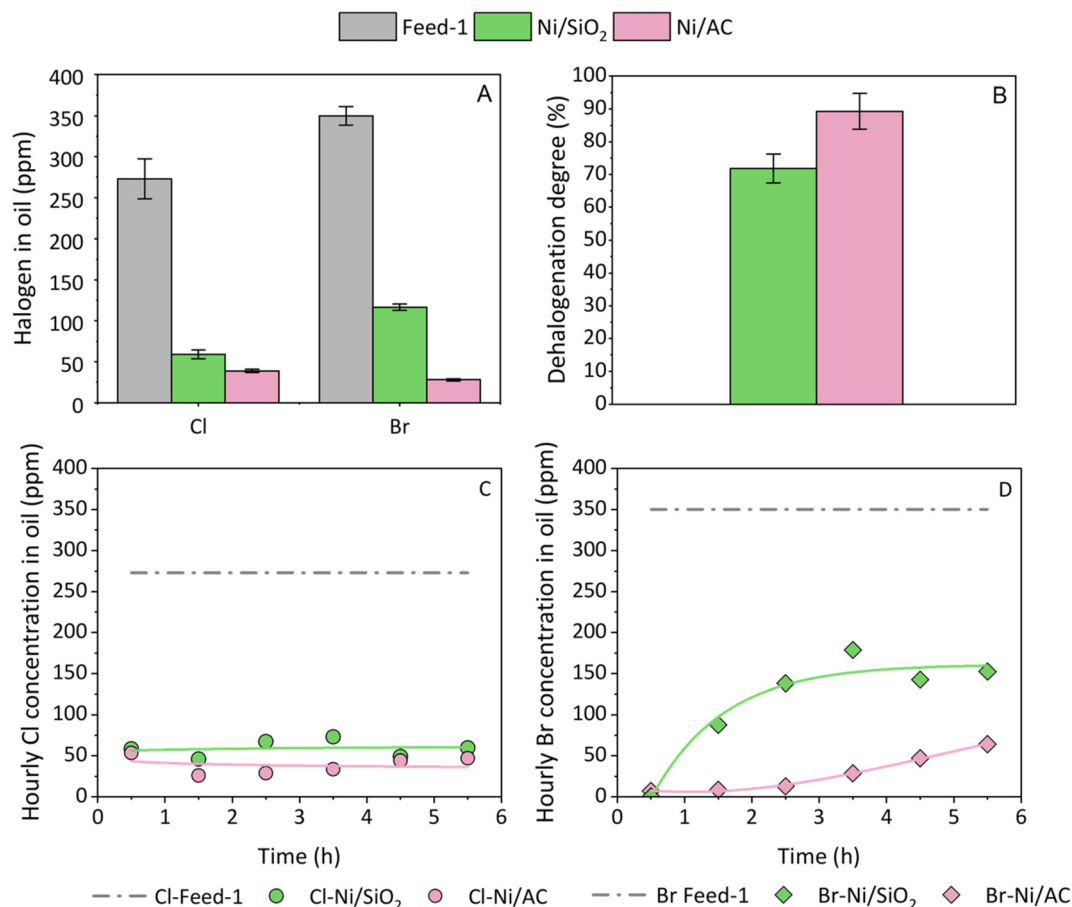 Feed-1 Ni/SiO₂ Ni/AC
A
Halogen in oil (ppm)
400
350
300
250
200
150
100
50
0
Cl Br
B
Dehalogenation degree (%)
100
90
80
70
60
50
40
30
20
10
0
C
Hourly Cl concentration in oil (ppm)
400
350
300
250
200
150
100
50
0
0 1 2 3 4 5 6
Time (h)
D
Hourly Br concentration in oil (ppm)
400
350
300
250
200
150
100
50
0
0 1 2 3 4 5 6
Time (h)
Cl-Feed-1 Cl-Ni/SiO₂ Cl-Ni/AC
Br Feed-1 Br-Ni/SiO₂ Br-Ni/AC